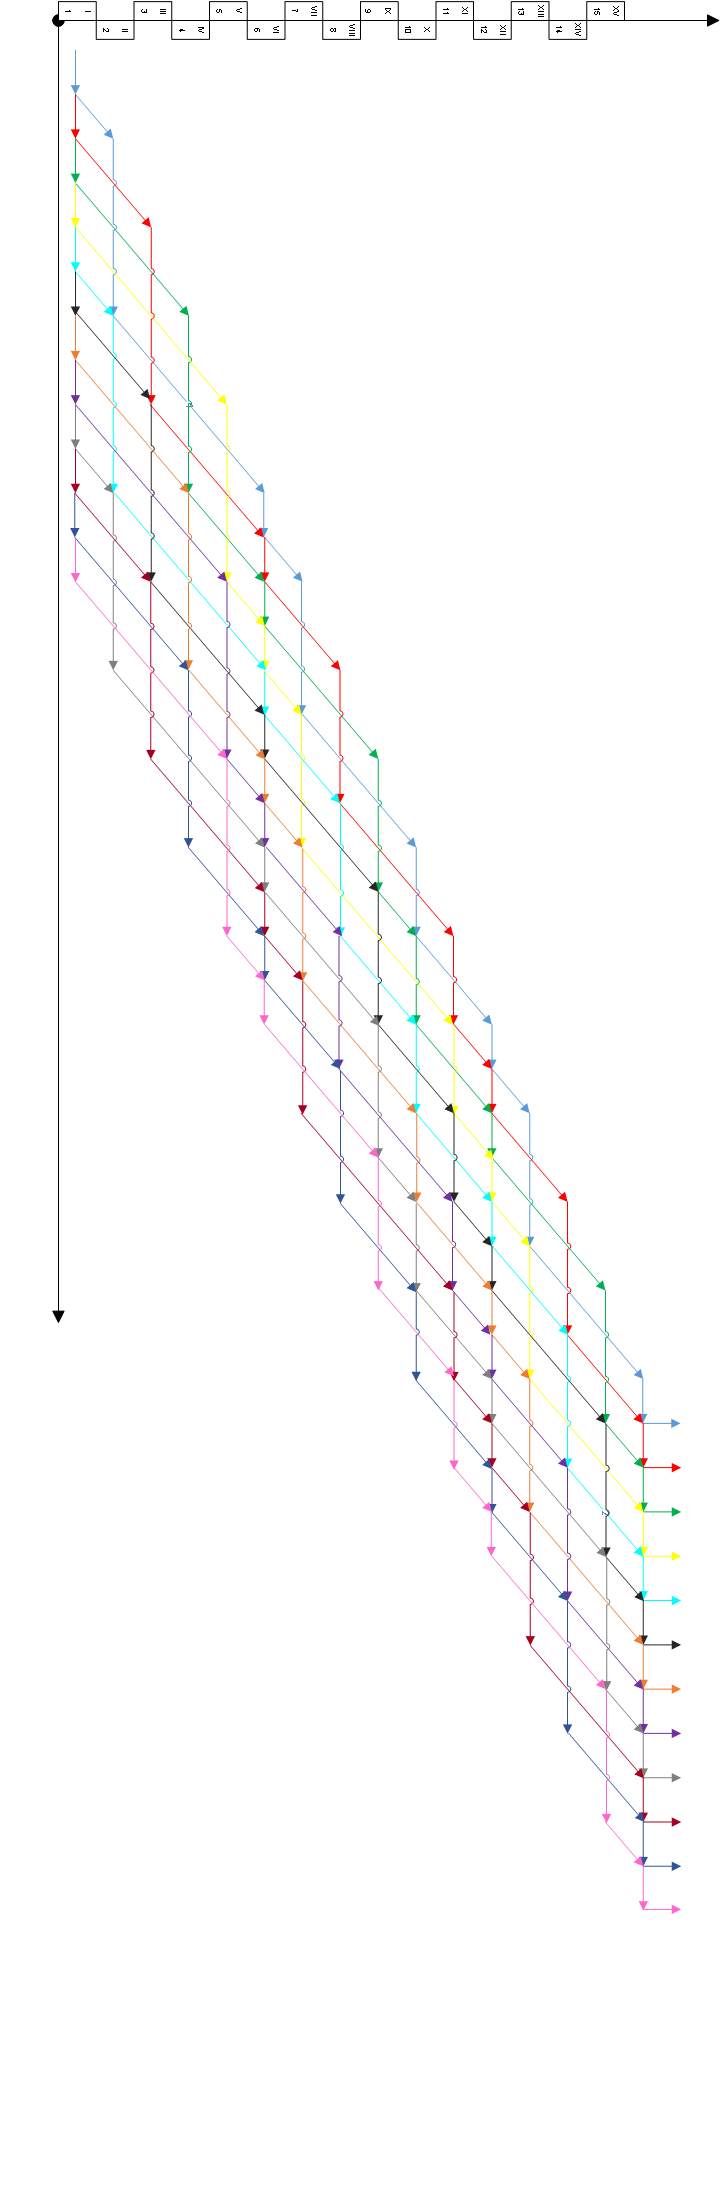 1 I
2 II
3 III
4 IV
5 V
6 VI
7 VII
8 VIII
9 IX
10 X
11 XI
12 XII
13 XIII
14 XIV
15 XV